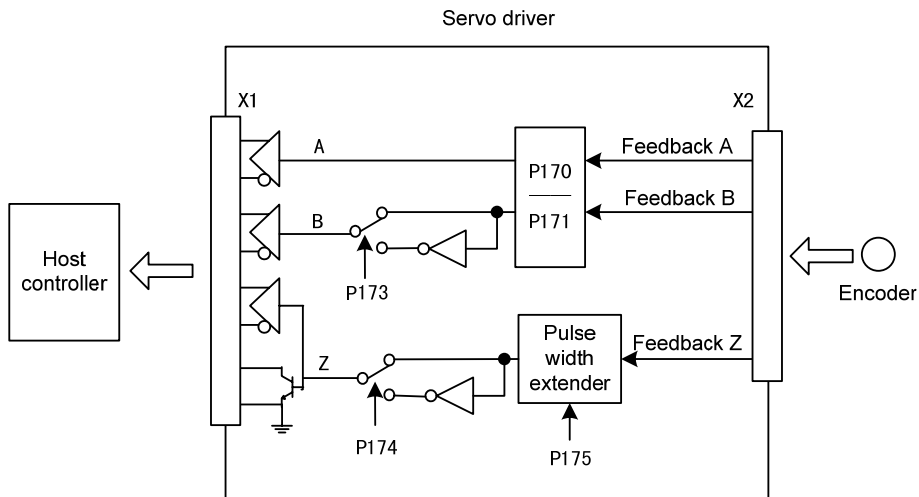 Servo driver
X1
X2
A
P170
P171
Feedback A
B
Feedback B
P173
Host
controller
Encoder
Z
Pulse
width
extender
Feedback Z
P174
P175